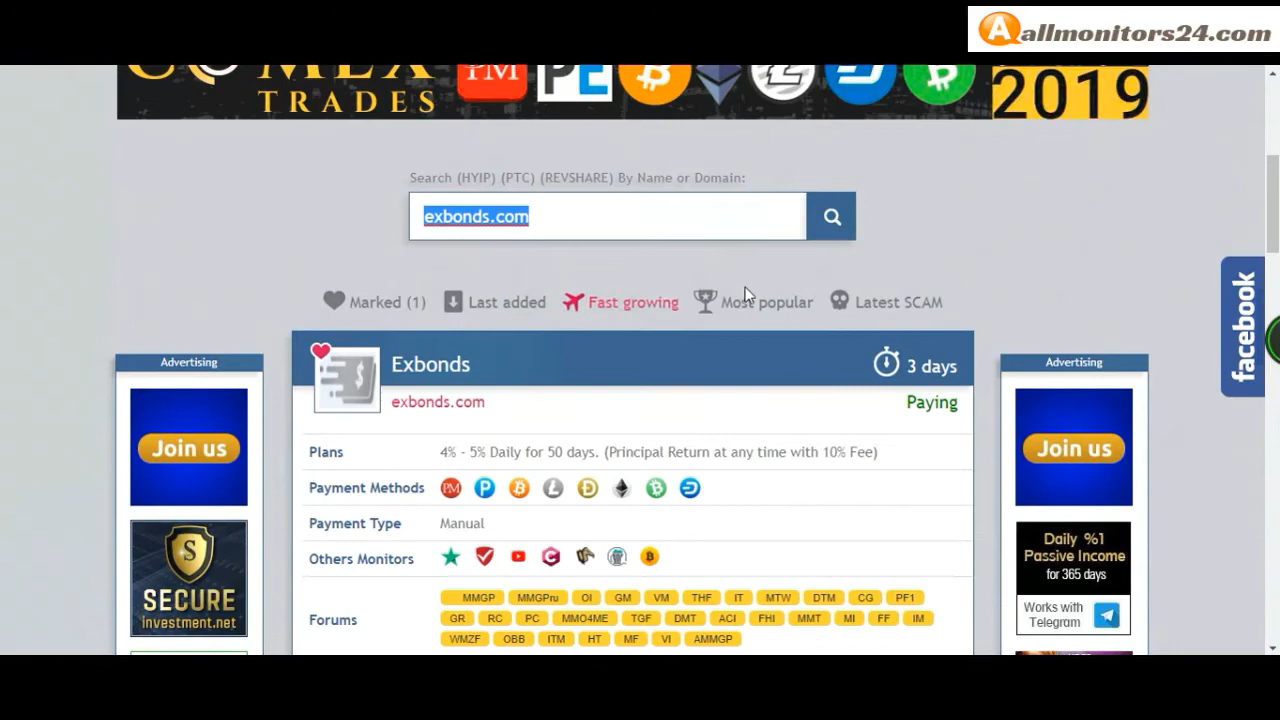 allmonitors24.com
COMEX
TRADES
PM
PE
2019
Search (HYIP) (PTC) (REVSHARE) By Name or Domain:
exbonds.com
Marked (1) Last added Fast growing Most popular Latest SCAM
facebook
Advertising
Join us
SECURE
investment.net
Exbonds
3 days
exbonds.com
Paying
Plans 4% - 5% Daily for 50 days. (Principal Return at any time with 10% Fee)
Payment Methods
Payment Type Manual
Others Monitors
Forums
MMGP MMGPru OI GM VM THF IT MTW DTM CG PF1
GR RC PC MMO4ME TGF DMT ACI FHI MMT MI FF IM
WMZF OBB ITM HT MF VI AMMGP
Advertising
Join us
Daily %1
Passive Income
for 365 days
Works with
Telegram